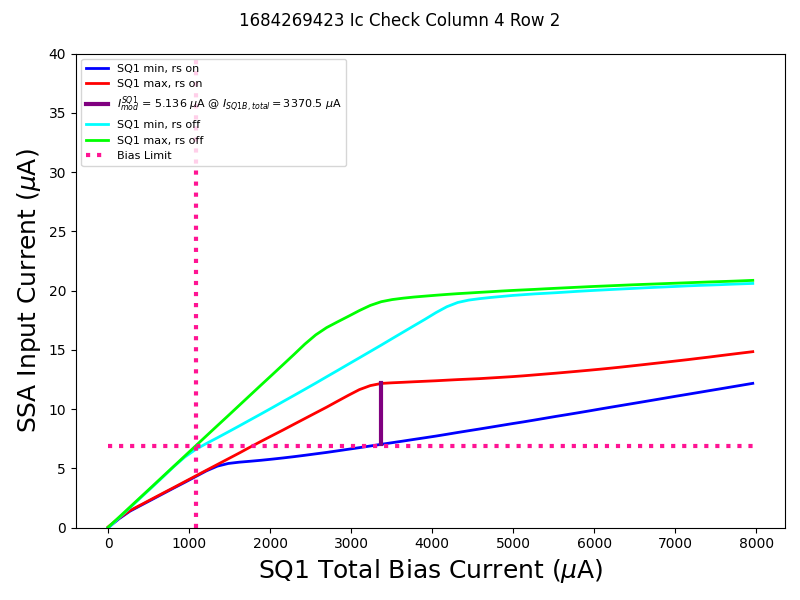 1684269423 Ic Check Column 4 Row 2
SQ1 min, rs on
SQ1 max, rs on
I_{mod}^{SQ1} = 5.136 μA @ I_{SQ1B, total} = 3370.5 μA
SQ1 min, rs off
SQ1 max, rs off
Bias Limit
SSA Input Current (μA)
40
35
30
25
20
15
10
5
0
0 1000 2000 3000 4000 5000 6000 7000 8000
SQ1 Total Bias Current (μA)